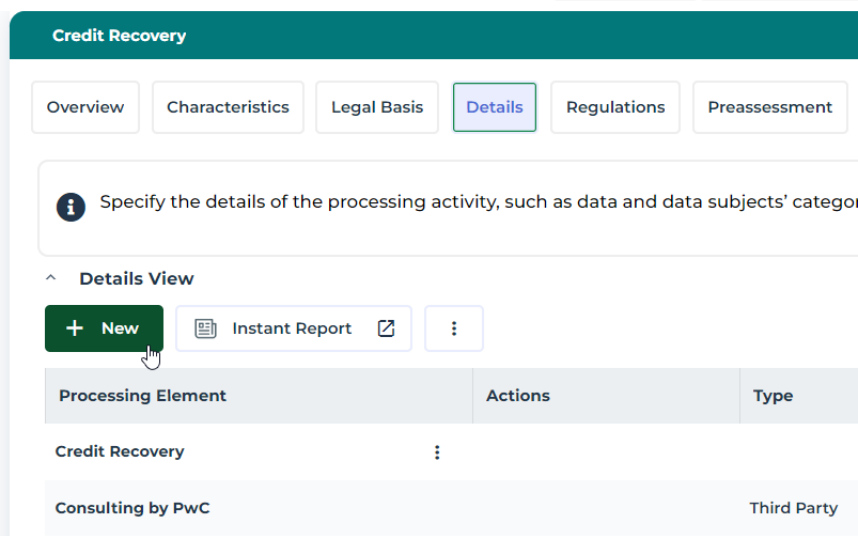 Credit Recovery
Overview
Characteristics
Legal Basis
Details
Regulations
Preassessment
Specify the details of the processing activity, such as data and data subjects’
Details View
New
Instant Report
Processing Element
Actions
Type
Credit Recovery
Consulting by PwC
Third Party